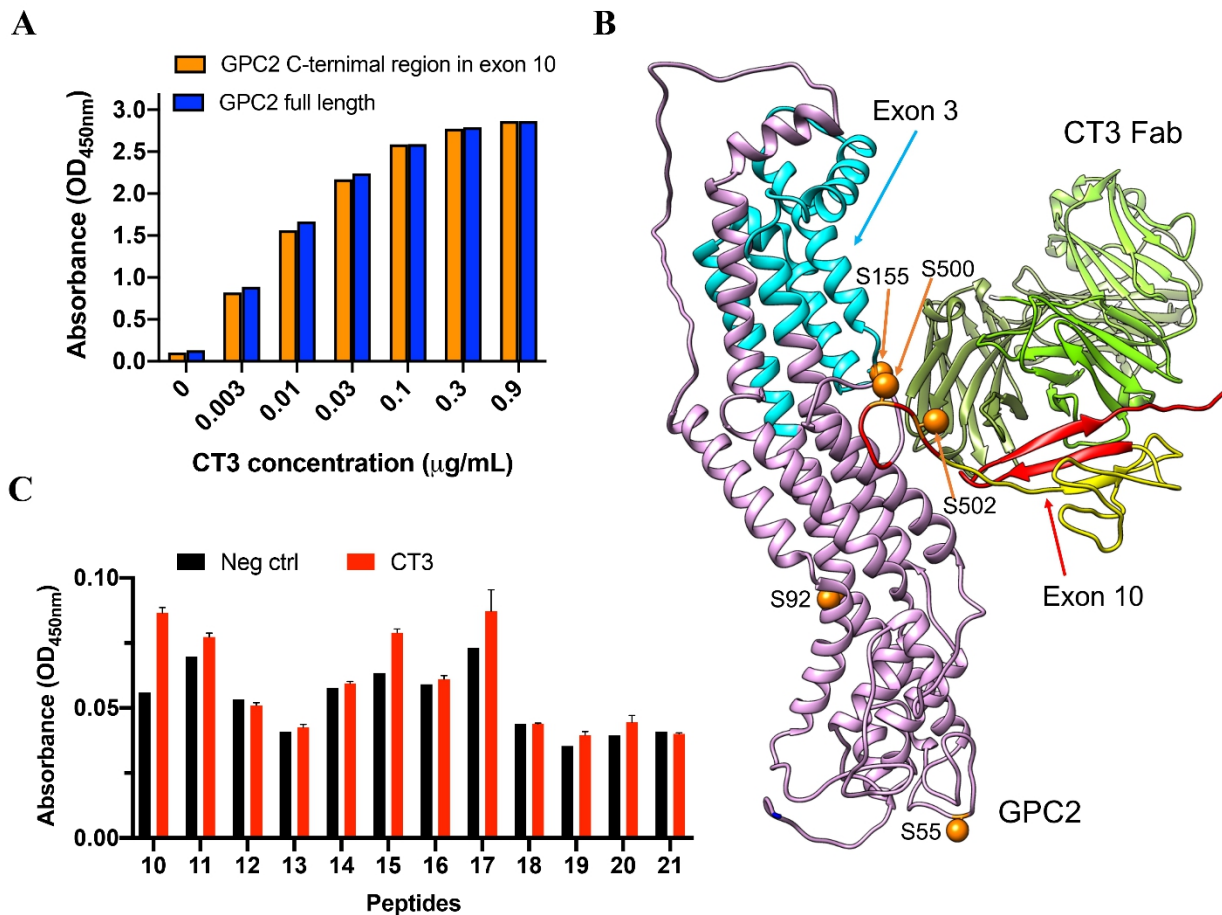 A
GPC2 C-ternimal region in exon 10
GPC2 full length
Absorbance (OD450nm)
3.0
2.5
2.0
1.5
1.0
0.5
0.0
0 0.003 0.01 0.03 0.1 0.3 0.9
CT3 concentration (μg/mL)
B
Exon 3
CT3 Fab
S155
S500
S502
Exon 10
S92
S55
GPC2
C
Neg ctrl CT3
Absorbance (OD450nm)
0.10
0.05
0.00
10 11 12 13 14 15 16 17 18 19 20 21
Peptides